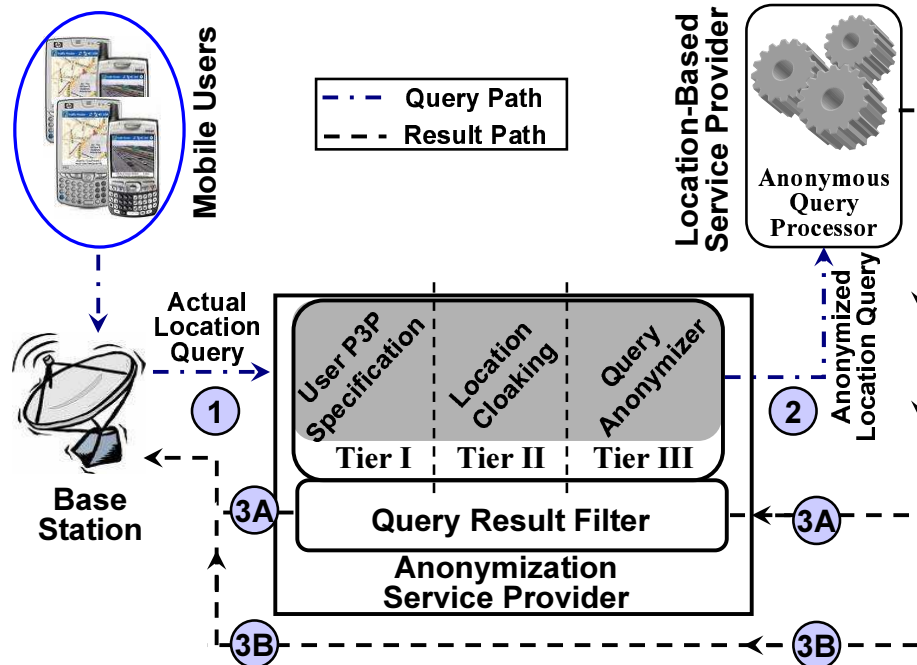 Mobile Users
Query Path
Result Path
Location-Based
Service Provider
Anonymous
Query
Processor
Actual
Location
Query
1
User P3P
Specification
Location
Cloaking
Query
Anonymizer
Tier I
Tier II
Tier III
2
Anonymized
Location Query
Base
Station
3A
Query Result Filter
3A
Anonymization
Service Provider
3B
3B